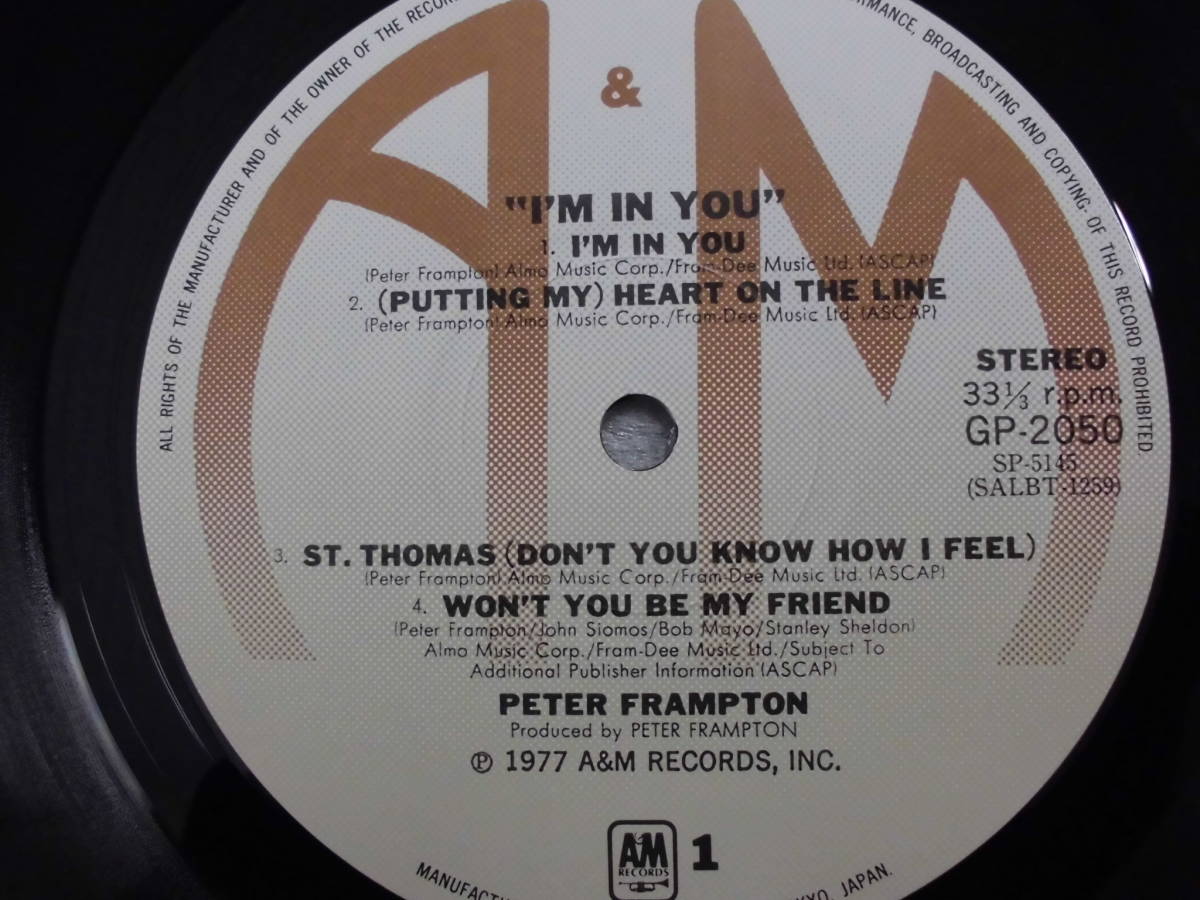 ALL RIGHTS OF THE MANUFACTURER AND OF THE OWNER OF THE
BROADCASTING AND COPYING OF THIS RECORD PROHIBITED.
A & M
"I'M IN YOU"
1. I'M IN YOU
(Peter Frampton) Almo Music Corp./Fram-Dee Music Ltd. (ASCAP)
2. (PUTTING MY) HEART ON THE LINE
(Peter Frampton) Almo Music Corp./Fram-Dee Music Ltd. (ASCAP)
STEREO
33⅓ r.p.m.
GP-2050
SP-5145
(SALBT-1259)
3. ST. THOMAS (DON'T YOU KNOW HOW I FEEL)
(Peter Frampton) Almo Music Corp./Fram-Dee Music Ltd. (ASCAP)
4. WON'T YOU BE MY FRIEND
(Peter Frampton/John Siomos/Bob Mayo/Stanley Sheldon)
Almo Music Corp./Fram-Dee Music Ltd./Subject To
Additional Publisher Information (ASCAP)
PETER FRAMPTON
Produced by PETER FRAMPTON
℗ 1977 A&M RECORDS, INC.
A&M RECORDS
1
JAPAN.